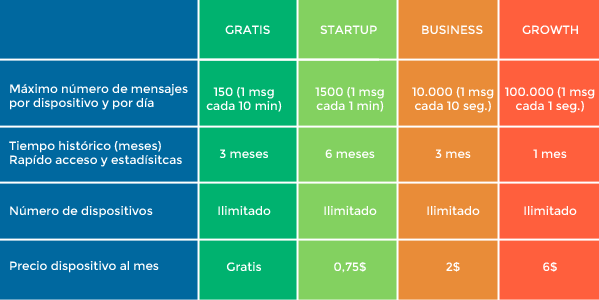 GRATIS STARTUP BUSINESS GROWTH
Máximo número de mensajes 150 (1 msg 1500 (1 msg 10.000 (1 msg 100.000 (1 msg
por dispositivo y por día cada 10 min) cada 1 min) cada 10 seg.) cada 1 seg.)
Tiempo histórico (meses)
Rapído acceso y estadísitcas 3 meses 6 meses 3 mes 1 mes
Número de dispositivos Ilimitado Ilimitado Ilimitado Ilimitado
Precio dispositivo al mes Gratis 0,75$ 2$ 6$